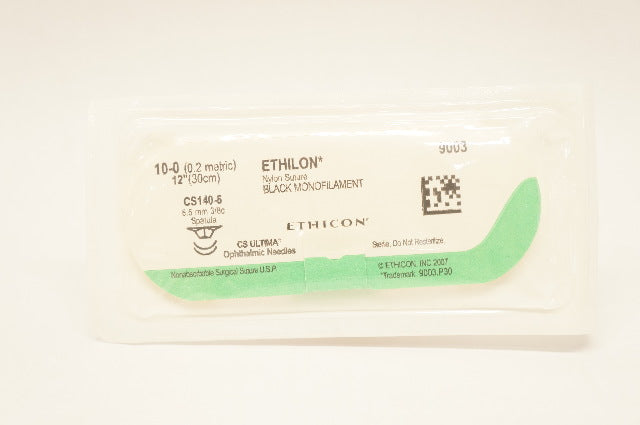 9003
10-0 (0.2 metric)
12"(30cm)
ETHILON*
Nylon Suture
BLACK MONOFILAMENT
CS140-6
6.5 mm 3/8c
Spatula
ETHICON*
CS ULTIMA*
Ophthalmic Needles
Sterile, Do Not Resterilize.
Nonabsorbable Surgical Suture U.S.P.
© ETHICON, INC 2007
*Trademark 9003.P30